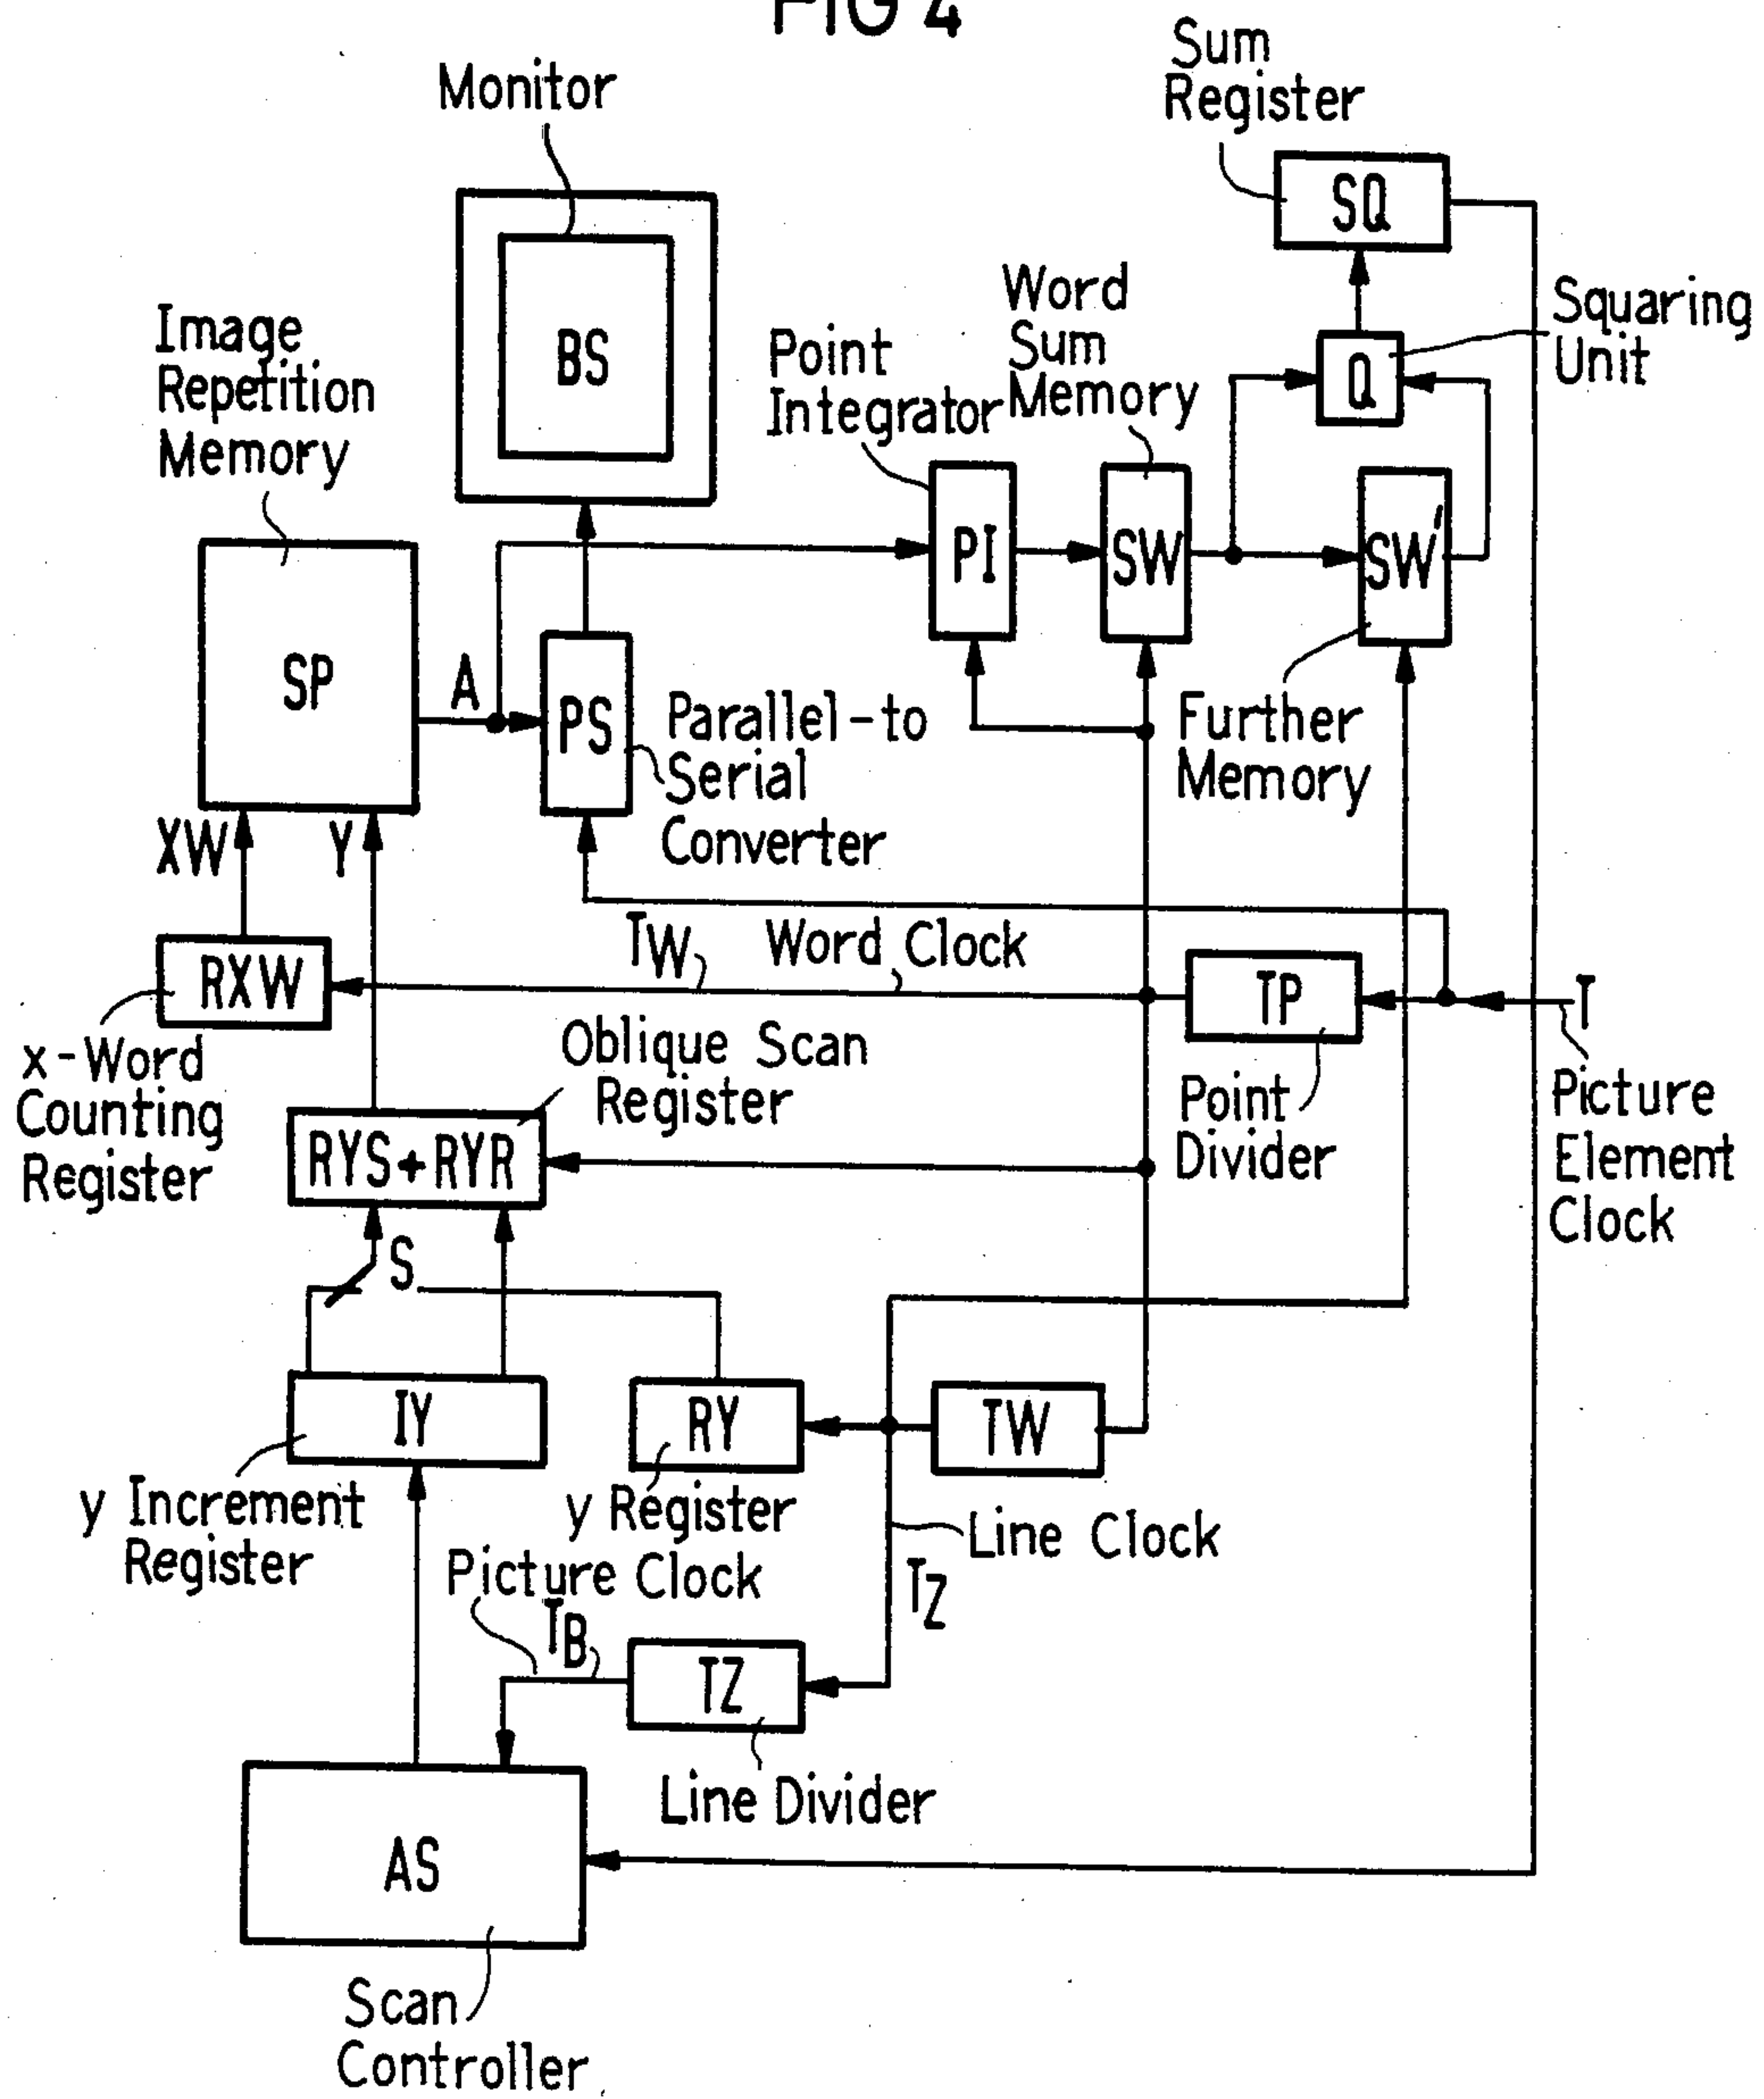 FIG 4
Sum
Register
Monitor
SQ
Word
Sum
Memory
Squaring
Unit
Image
Repetition
Memory
BS
Point
Integrator
Q
PI
SW
SW'
SP
A
PS
Parallel-to
Serial
Converter
Further
Memory
XW
Y
TW
Word Clock
RXW
TP
T
x-Word
Counting
Register
Oblique Scan
Register
Point
Divider
Picture
Element
Clock
RYS+RYR
S
IY
RY
TW
y Increment
Register
y Register
Line Clock
Picture Clock
TB
TZ
TZ
Line Divider
AS
Scan
Controller